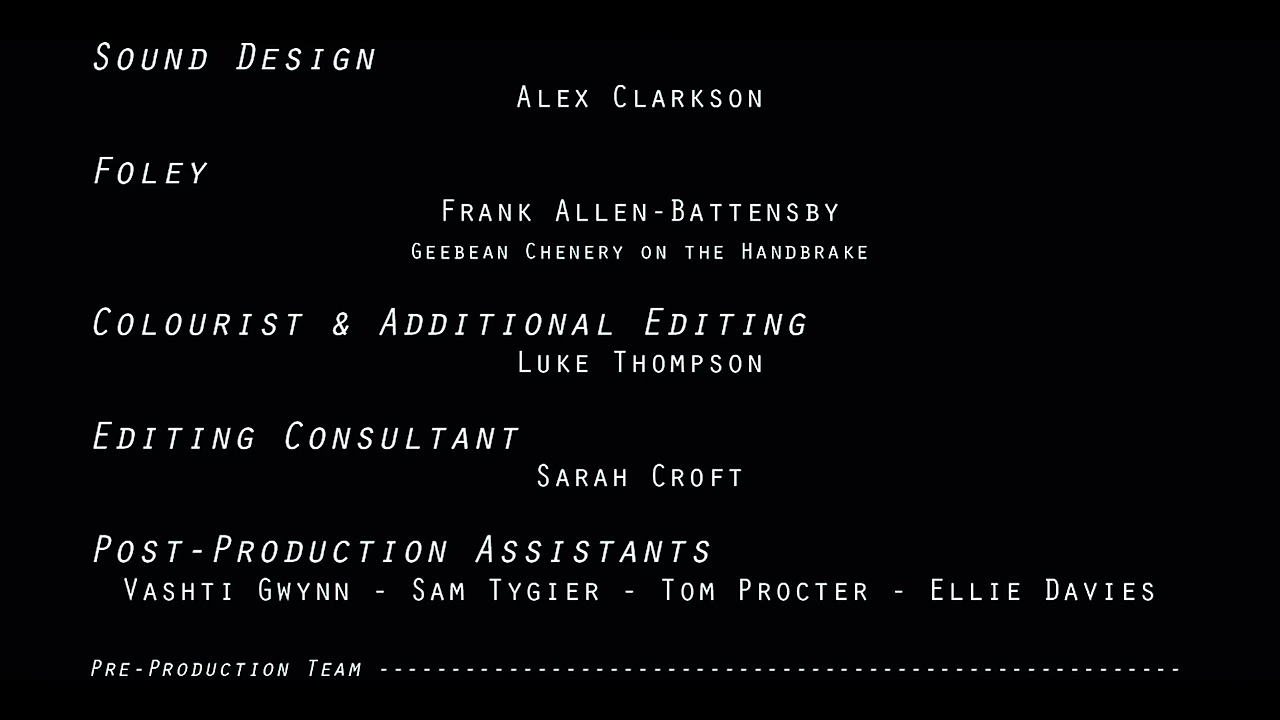 Sound Design
Alex Clarkson
Foley
Frank Allen-Battensby
Geebean Chenery on the Handbrake
Colourist & Additional Editing
Luke Thompson
Editing Consultant
Sarah Croft
Post-Production Assistants
Vashti Gwynn - Sam Tygier - Tom Procter - Ellie Davies
Pre-Production Team --------------------------------------------------------